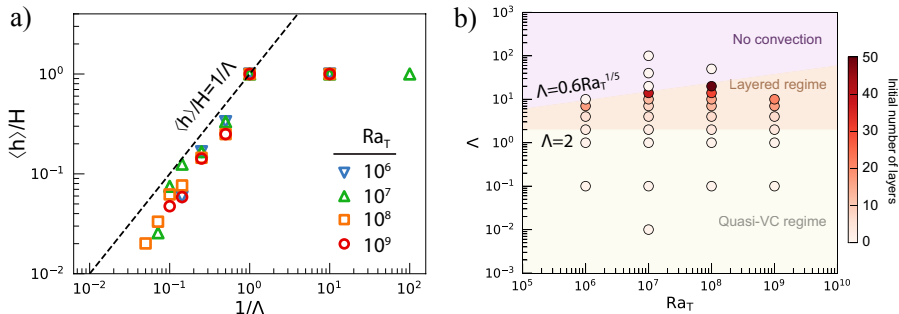 a)
⟨h⟩/H
10⁰
10⁻¹
10⁻²
⟨h⟩/H=1/Λ
Ra_T
10⁶
10⁷
10⁸
10⁹
10⁻² 10⁻¹ 10⁰ 10¹ 10²
1/Λ
b)
Λ
10³
10²
10¹
10⁰
10⁻¹
10⁻²
10⁻³
No convection
Λ=0.6Ra_T^1/5
Layered regime
Λ=2
Quasi-VC regime
10⁵ 10⁶ 10⁷ 10⁸ 10⁹ 10¹⁰
Ra_T
50
40
30
20
10
0
Initial number
of layers